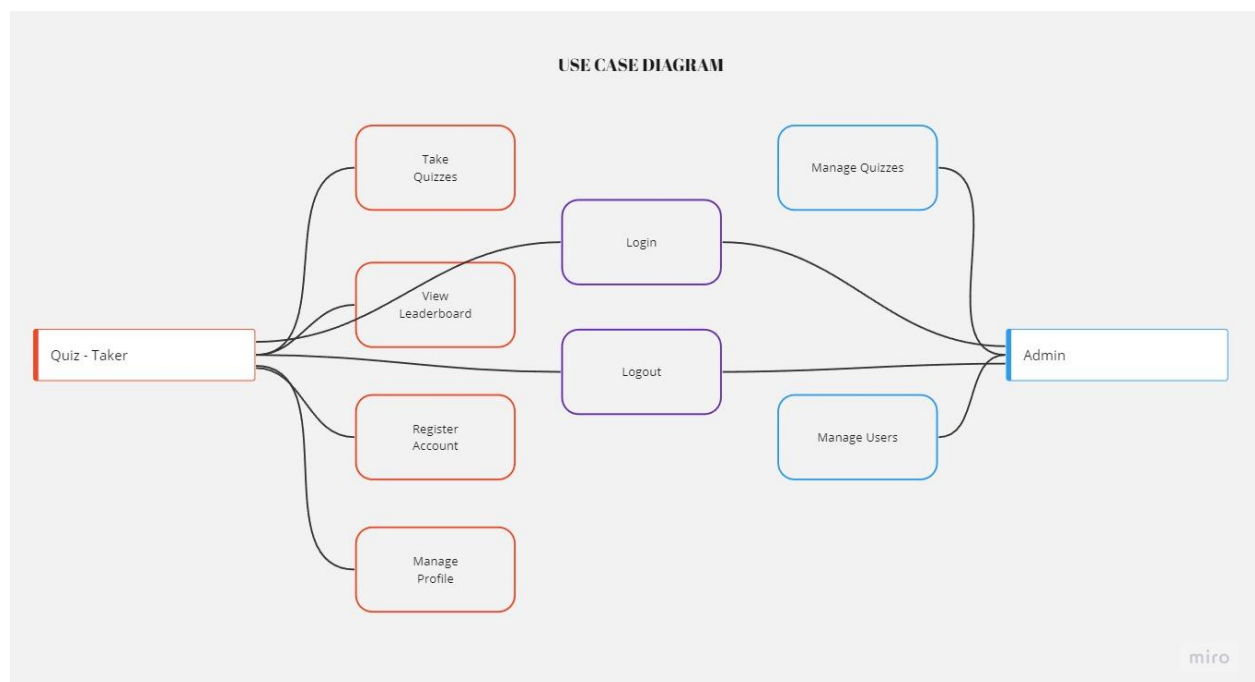 USE CASE DIAGRAM
Take
Quizzes
Manage Quizzes
Login
View
Leaderboard
Quiz - Taker
Admin
Logout
Register
Account
Manage Users
Manage
Profile
miro